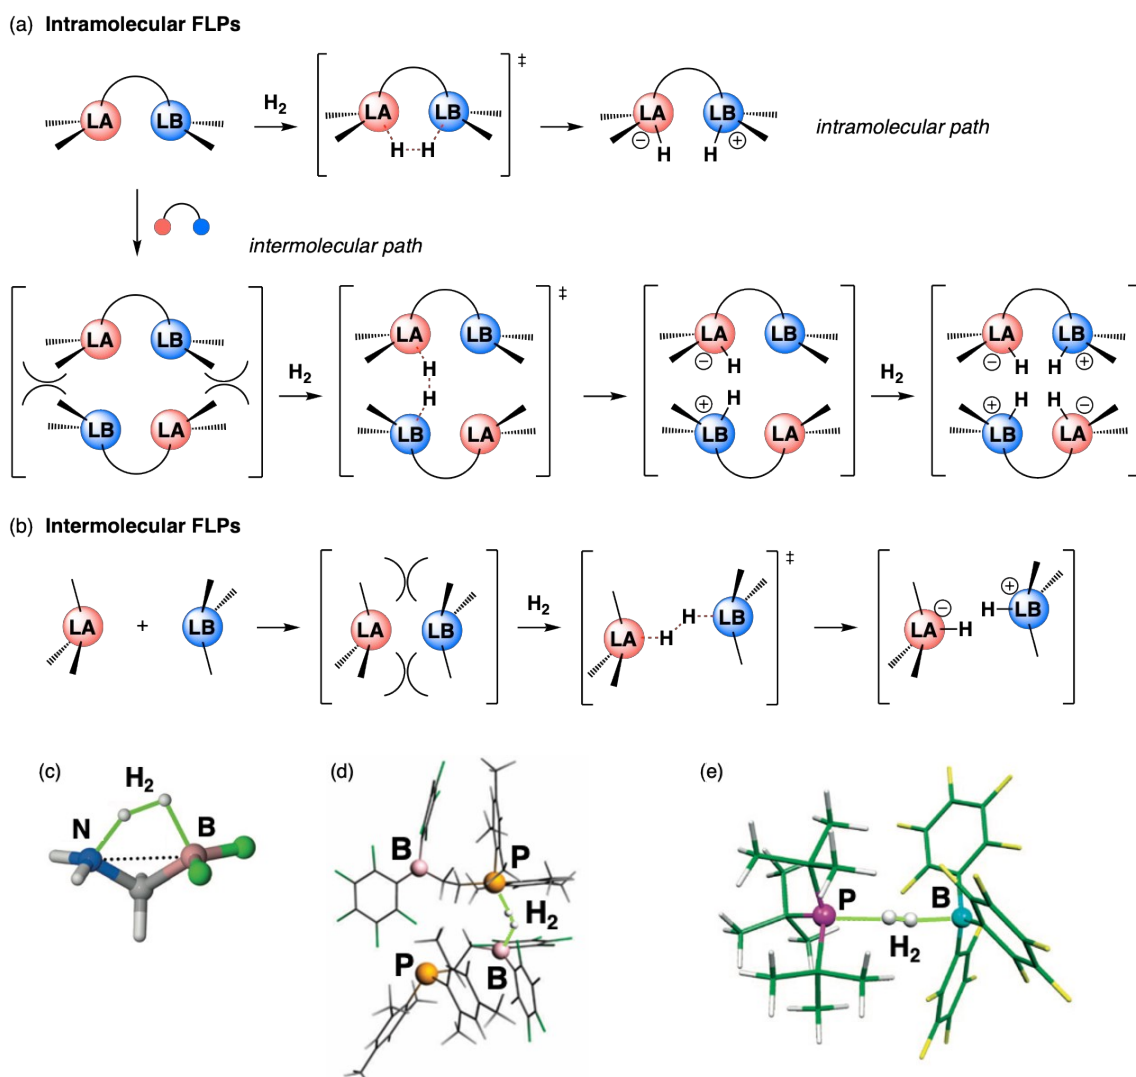 (a) Intramolecular FLPs
LA LB H2 LA LB ‡ LA LB
H H ⊖ H H ⊕ intramolecular path
intermolecular path
LA LB LA LB ‡ LA LB LA LB
H ⊖ H ⊖ H H ⊕
H2 H2
H ⊕ H ⊕ H H ⊖
LB LA LB LA LB LA LB LA
(b) Intermolecular FLPs
H2 ‡
LA + LB LA LB LA H H LB LA ⊖ H H ⊕ LB
(c) (d) (e)
H2
N B
B P
H2
P B
P B
H2